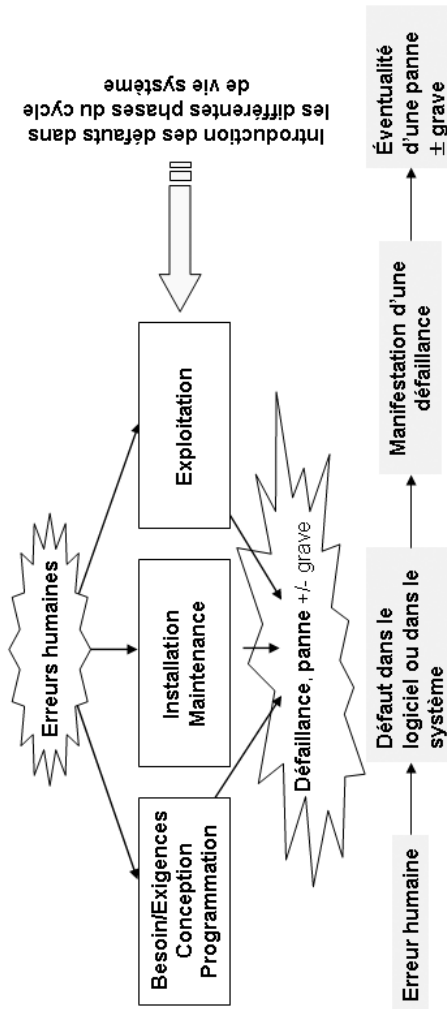 Erreurs humaines
Besoin/Exigences
Conception
Programmation
Installation
Maintenance
Exploitation
Introduction des défauts dans
les différentes phases du cycle
de vie système
Défaillance, panne +/- grave
Erreur humaine
Défaut dans le
logiciel ou dans le
système
Manifestation d'une
défaillance
Éventualité
d'une panne
± grave